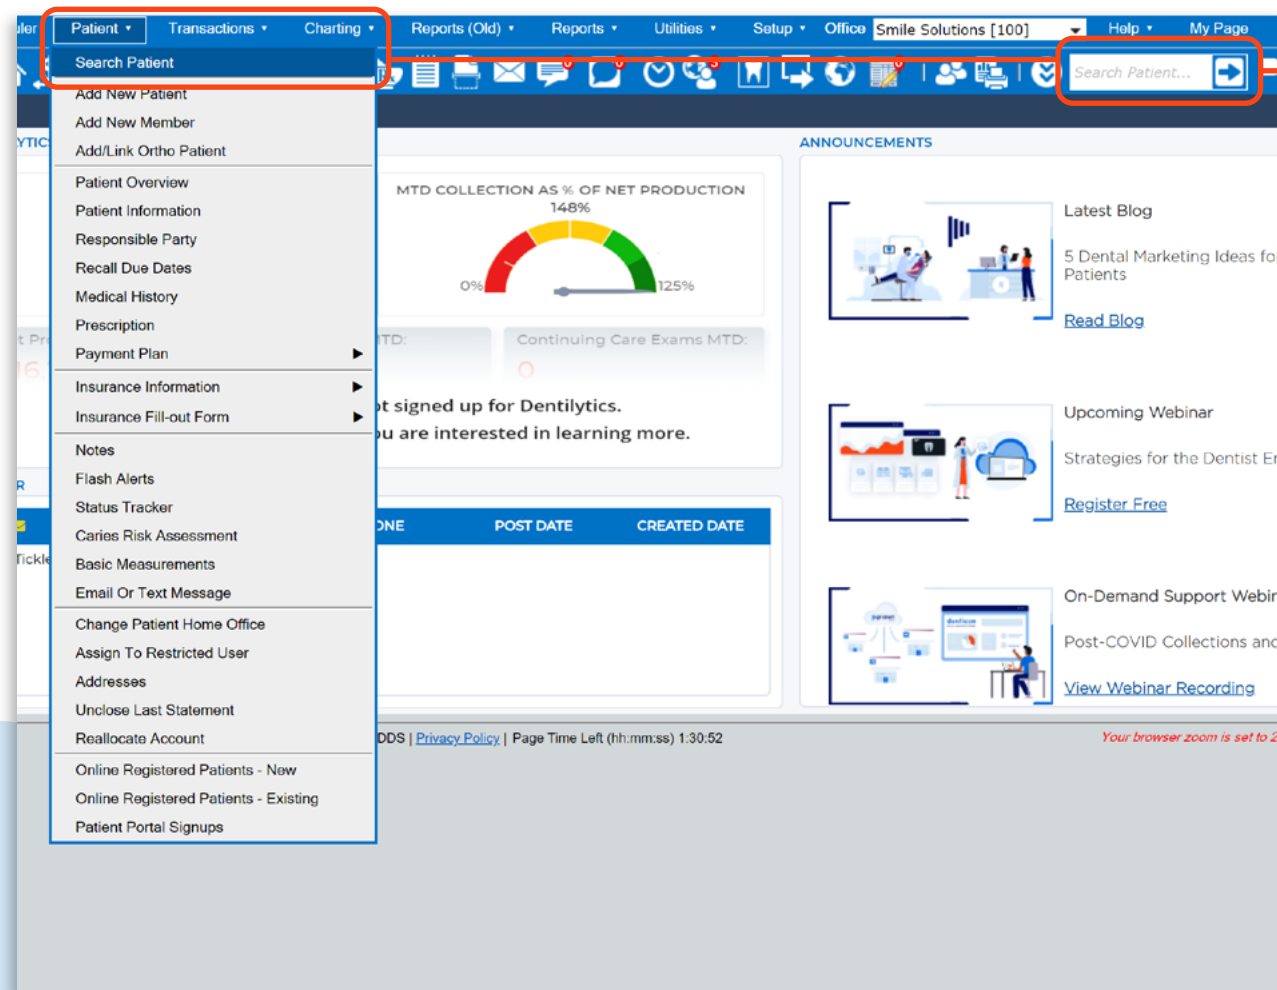 Patient
Transactions
Charting
Reports (Old)
Reports
Utilities
Setup
Office
Smile Solutions [100]
Help
My Page
Search Patient
Search Patient...
Add New Patient
Add New Member
Add/Link Ortho Patient
Patient Overview
Patient Information
Responsible Party
Recall Due Dates
Medical History
Prescription
Payment Plan
Insurance Information
Insurance Fill-out Form
Notes
Flash Alerts
Status Tracker
Caries Risk Assessment
Basic Measurements
Email Or Text Message
Change Patient Home Office
Assign To Restricted User
Addresses
Unclose Last Statement
Reallocate Account
Online Registered Patients - New
Online Registered Patients - Existing
Patient Portal Signups
MTD COLLECTION AS % OF NET PRODUCTION
148%
0%
125%
MTD:
Continuing Care Exams MTD:
0
signed up for Dentilytics.
are interested in learning more.
POST DATE
CREATED DATE
ANNOUNCEMENTS
Latest Blog
5 Dental Marketing Ideas for
Patients
Read Blog
Upcoming Webinar
Strategies for the Dentist
Register Free
On-Demand Support
Post-COVID Collections and
View Webinar Recording
DDS | Privacy Policy | Page Time Left (hh:mm:ss) 1:30:52
Your browser zoom is set to 2